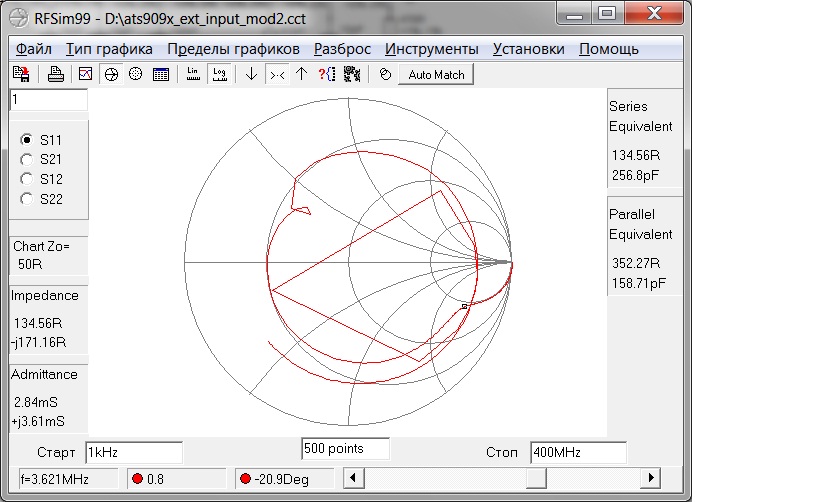 RFSim99 - D:\ats909x_ext_input_mod2.cct
Файл Тип графика Пределы графиков Разброс Инструменты Установки Помощь
Lin Log Auto Match
1
S11
S21
S12
S22
Chart Zo=
50R
Impedance
134.56R
-j171.16R
Admittance
2.84mS
+j3.61mS
Series
Equivalent
134.56R
256.8pF
Parallel
Equivalent
352.27R
158.71pF
Старт 1kHz 500 points Стоп 400MHz
f=3.621MHz 0.8 -20.9Deg